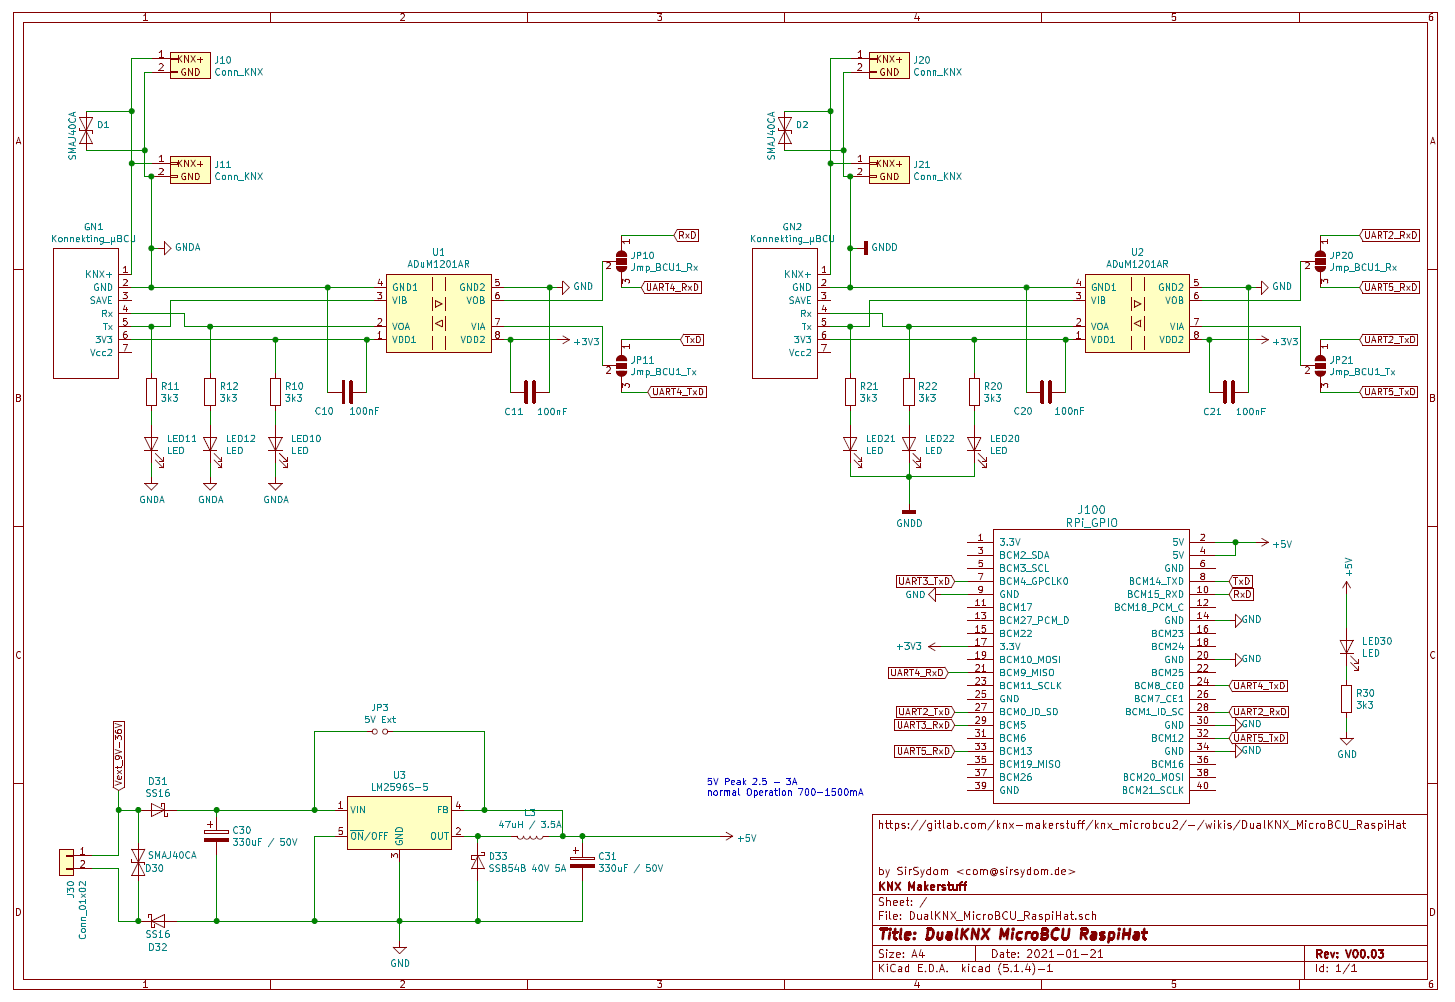 1 2 3 4 5 6
A
B
C
D
1 KNX+
2 GND
J10
Conn_KNX
SMAJ40CA
D1
1 KNX+
2 GND
J11
Conn_KNX
GN1
Konnekting_µBCU
KNX+ 1
GND 2
SAVE 3
Rx 4
Tx 5
3V3 6
Vcc2 7
GNDA
U1
ADuM1201AR
4 GND1
3 VIB
2 VOA
1 VDD1
GND2 5
VOB 6
VIA 7
VDD2 8
GND
+3V3
RxD
JP10
Jmp_BCU1_Rx
1
2
3
UART4_RxD
TxD
JP11
Jmp_BCU1_Tx
1
2
3
UART4_TxD
R11
3k3
R12
3k3
R10
3k3
C10 100nF
C11 100nF
LED11
LED
LED12
LED
LED10
LED
GNDA
GNDA
GNDA
1 KNX+
2 GND
J20
Conn_KNX
SMAJ40CA
D2
1 KNX+
2 GND
J21
Conn_KNX
GN2
Konnekting_µBCU
KNX+ 1
GND 2
SAVE 3
Rx 4
Tx 5
3V3 6
Vcc2 7
GNDD
U2
ADuM1201AR
4 GND1
3 VIB
2 VOA
1 VDD1
GND2 5
VOB 6
VIA 7
VDD2 8
GND
+3V3
UART2_RxD
JP20
Jmp_BCU1_Rx
1
2
3
UART5_RxD
UART2_TxD
JP21
Jmp_BCU1_Tx
1
2
3
UART5_TxD
R21
3k3
R22
3k3
R20
3k3
C20 100nF
C21 100nF
LED21
LED
LED22
LED
LED20
LED
GNDD
J100
RPi_GPIO
1 3.3V
3 BCM2_SDA
5 BCM3_SCL
UART3_TxD 7 BCM4_GPCLK0
GND 9 GND
11 BCM17
13 BCM27_PCM_D
15 BCM22
+3V3 17 3.3V
19 BCM10_MOSI
UART4_RxD 21 BCM9_MISO
23 BCM11_SCLK
25 GND
UART2_TxD 27 BCM0_ID_SD
UART3_RxD 29 BCM5
31 BCM6
UART5_RxD 33 BCM13
35 BCM19_MISO
37 BCM26
39 GND
5V 2 +5V
5V 4
GND 6
BCM14_TXD 8 TxD
BCM15_RXD 10 RxD
BCM18_PCM_C 12
GND 14 GND
BCM23 16
BCM24 18
GND 20 GND
BCM25 22
BCM8_CE0 24 UART4_TxD
BCM7_CE1 26
BCM1_ID_SC 28 UART2_RxD
GND 30 GND
BCM12 32 UART5_TxD
GND 34 GND
BCM16 36
BCM20_MOSI 38
BCM21_SCLK 40
+5V
LED30
LED
R30
3k3
GND
JP3
5V Ext
Vext_9V-36V
D31
SS16
U3
LM2596S-5
1 VIN
5 ON/OFF
GND 3
FB 4
OUT 2
L3
47uH / 3.5A
+5V
C30
330uF / 50V
SMAJ40CA
D30
D33
SSB54B 40V 5A
C31
330uF / 50V
J30
Conn_01x02
1
2
SS16
D32
GND
5V Peak 2.5 - 3A
normal Operation 700-1500mA
https://gitlab.com/knx-makerstuff/knx_microbcu2/-/wikis/DualKNX_MicroBCU_RaspiHat
by SirSydom <com@sirsydom.de>
KNX Makerstuff
Sheet: /
File: DualKNX_MicroBCU_RaspiHat.sch
Title: DualKNX MicroBCU RaspiHat
Size: A4 Date: 2021-01-21 Rev: V00.03
KiCad E.D.A. kicad (5.1.4)-1 Id: 1/1
A
B
C
D
1 2 3 4 5 6